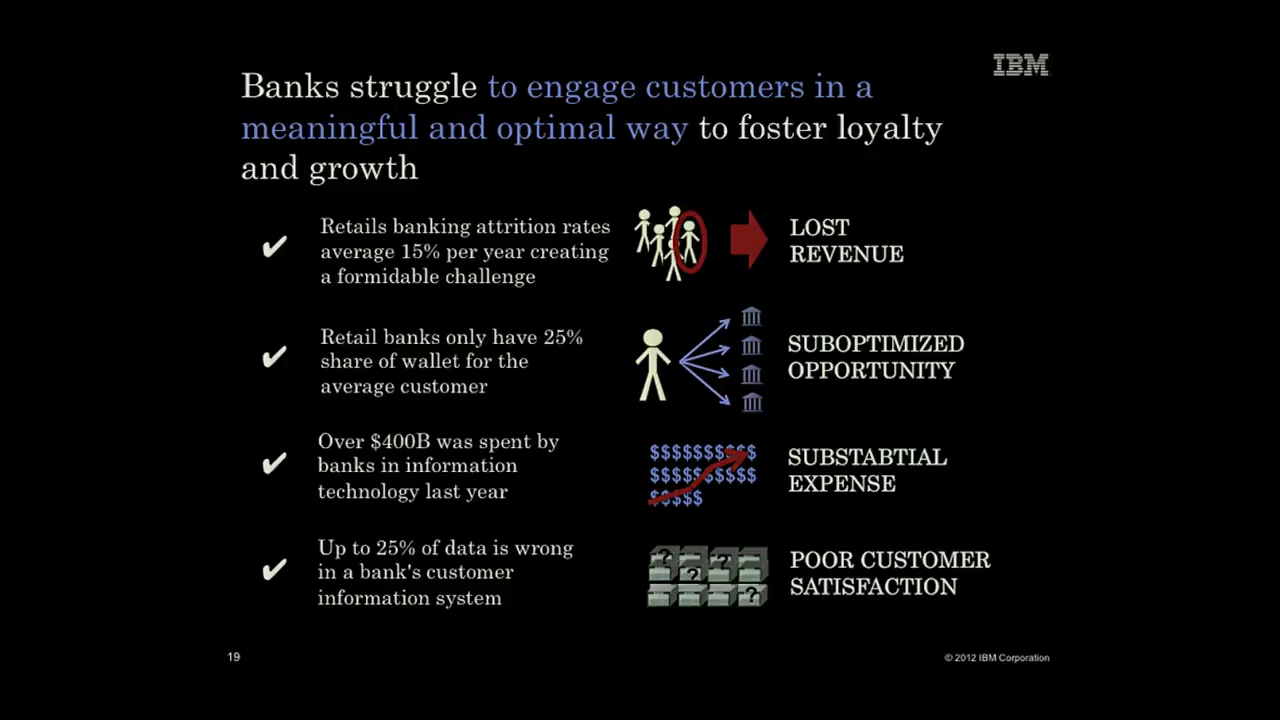 IBM
Banks struggle to engage customers in a
meaningful and optimal way to foster loyalty
and growth
✔
Retails banking attrition rates
average 15% per year creating
a formidable challenge
LOST
REVENUE
✔
Retail banks only have 25%
share of wallet for the
average customer
SUBOPTIMIZED
OPPORTUNITY
✔
Over $400B was spent by
banks in information
technology last year
$$$$$$$$$$
$$$$$$$$$$
$$$$$
SUBSTABTIAL
EXPENSE
✔
Up to 25% of data is wrong
in a bank's customer
information system
? ?
?
?
POOR CUSTOMER
SATISFACTION
19
© 2012 IBM Corporation